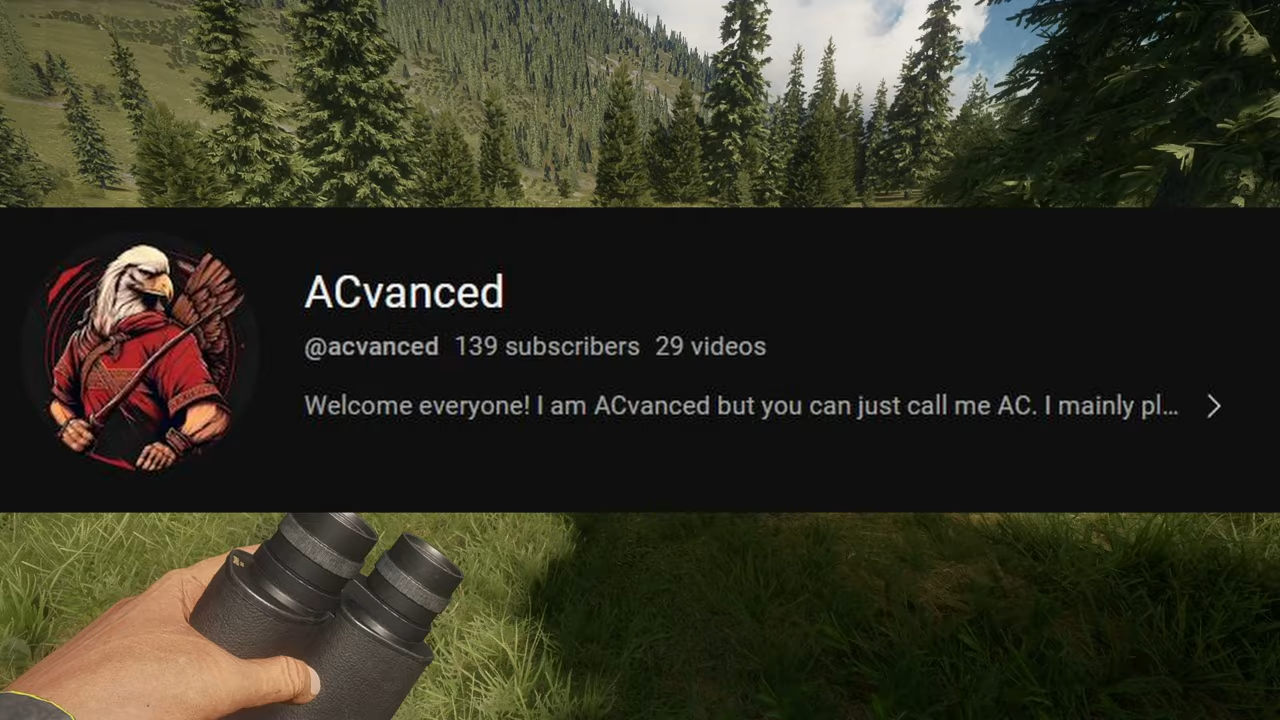 ACvanced
@acvanced 139 subscribers 29 videos
Welcome everyone! I am ACvanced but you can just call me AC. I mainly pl...